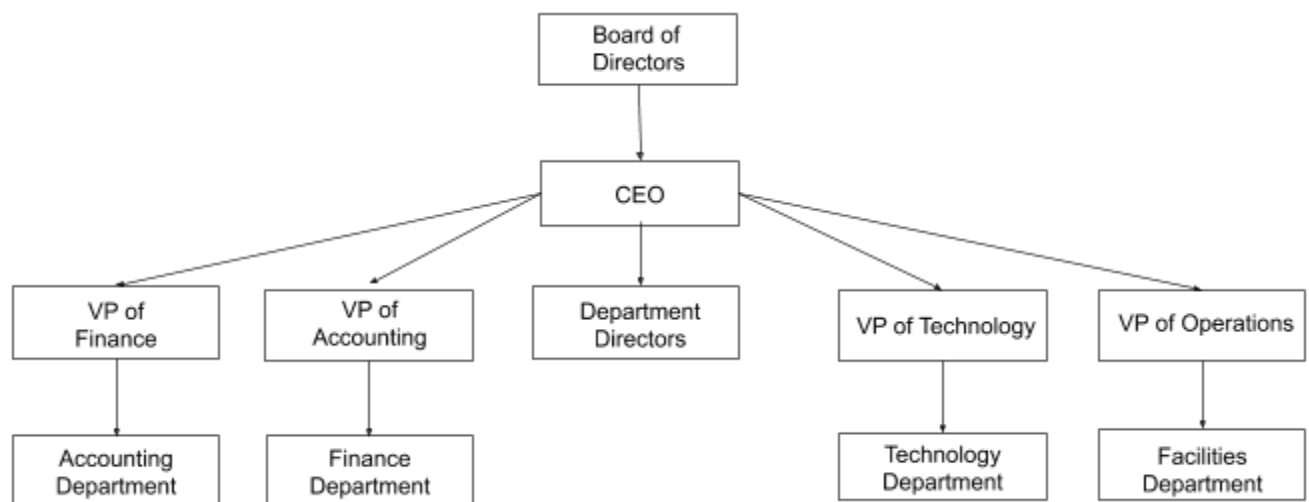 Board of
Directors
CEO
VP of
Finance
VP of
Accounting
Department
Directors
VP of Technology
VP of Operations
Accounting
Department
Finance
Department
Technology
Department
Facilities
Department